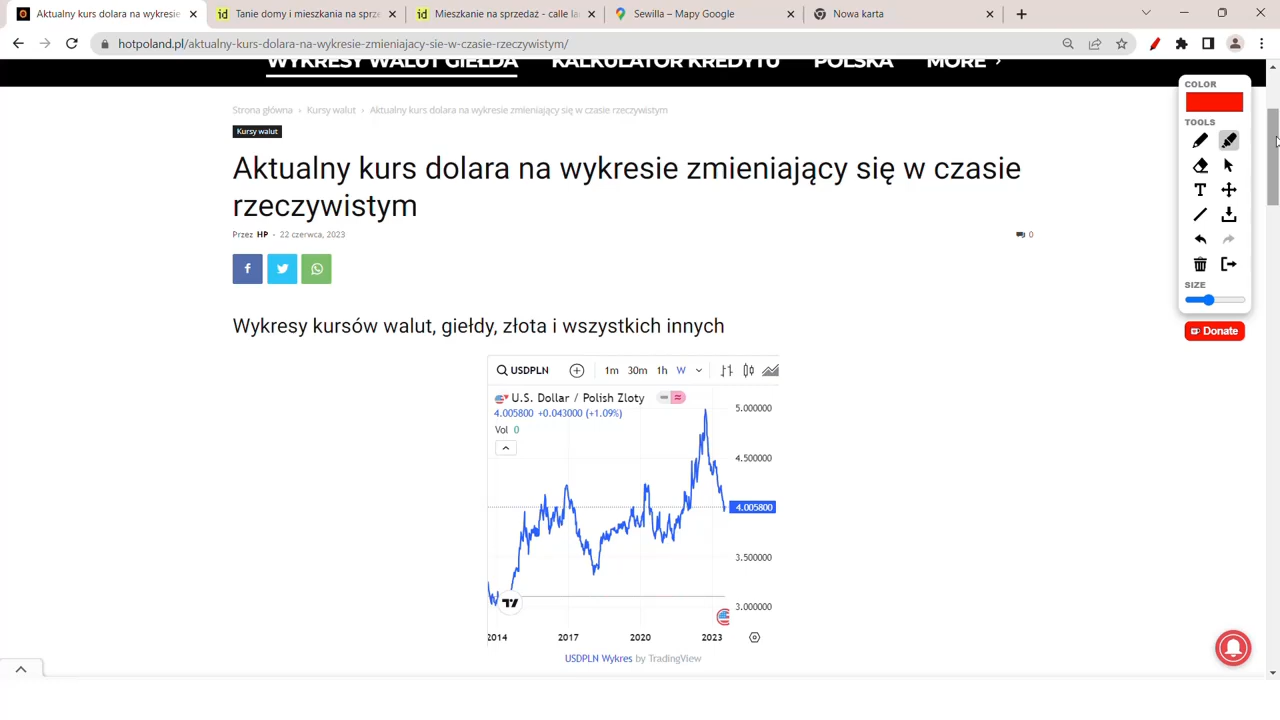 Aktualny kurs dolara na wykresie
Tanie domy i mieszkania na sprze
Mieszkanie na sprzedaż - calle la
Sewilla – Mapy Google
Nowa karta
hotpoland.pl/aktualny-kurs-dolara-na-wykresie-zmieniajacy-sie-w-czasie-rzeczywistym/
WYKRESY WALUT GIEŁDA KALKULATOR KREDYTU POLSKA MORE
Strona główna › Kursy walut › Aktualny kurs dolara na wykresie zmieniający się w czasie rzeczywistym
Kursy walut
Aktualny kurs dolara na wykresie zmieniający się w czasie
rzeczywistym
Przez HP - 22 czerwca, 2023 0
Wykresy kursów walut, giełdy, złota i wszystkich innych
USDPLN 1m 30m 1h W
U.S. Dollar / Polish Zloty
4.005800 +0.043000 (+1.09%)
Vol 0
5.000000
4.500000
4.005800
3.500000
3.000000
2014 2017 2020 2023
USDPLN Wykres by TradingView
COLOR
TOOLS
SIZE
Donate